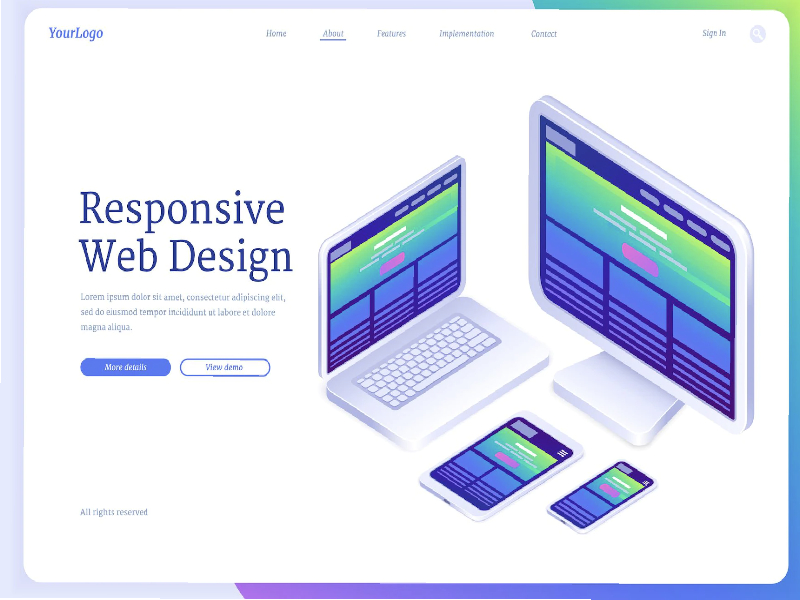 YourLogo
Home About Features Implementation Contact Sign In
Responsive
Web Design
Lorem ipsum dolor sit amet, consectetur adipiscing elit,
sed do eiusmod tempor incididunt ut labore et dolore
magna aliqua.
More details View demo
All rights reserved